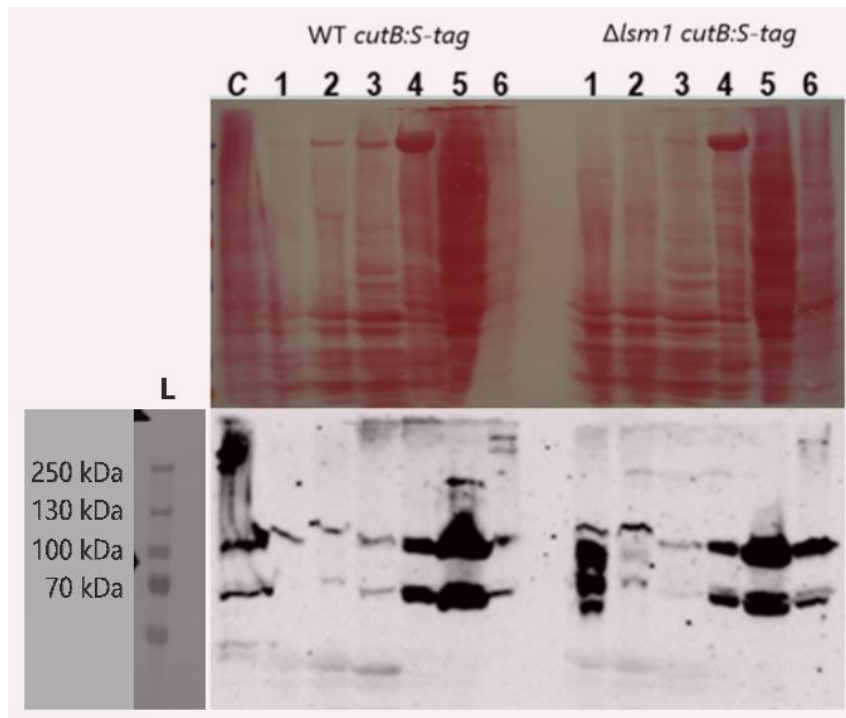 WT cutB:S-tag Δlsm1 cutB:S-tag
C 1 2 3 4 5 6 1 2 3 4 5 6
L
250 kDa
130 kDa
100 kDa
70 kDa